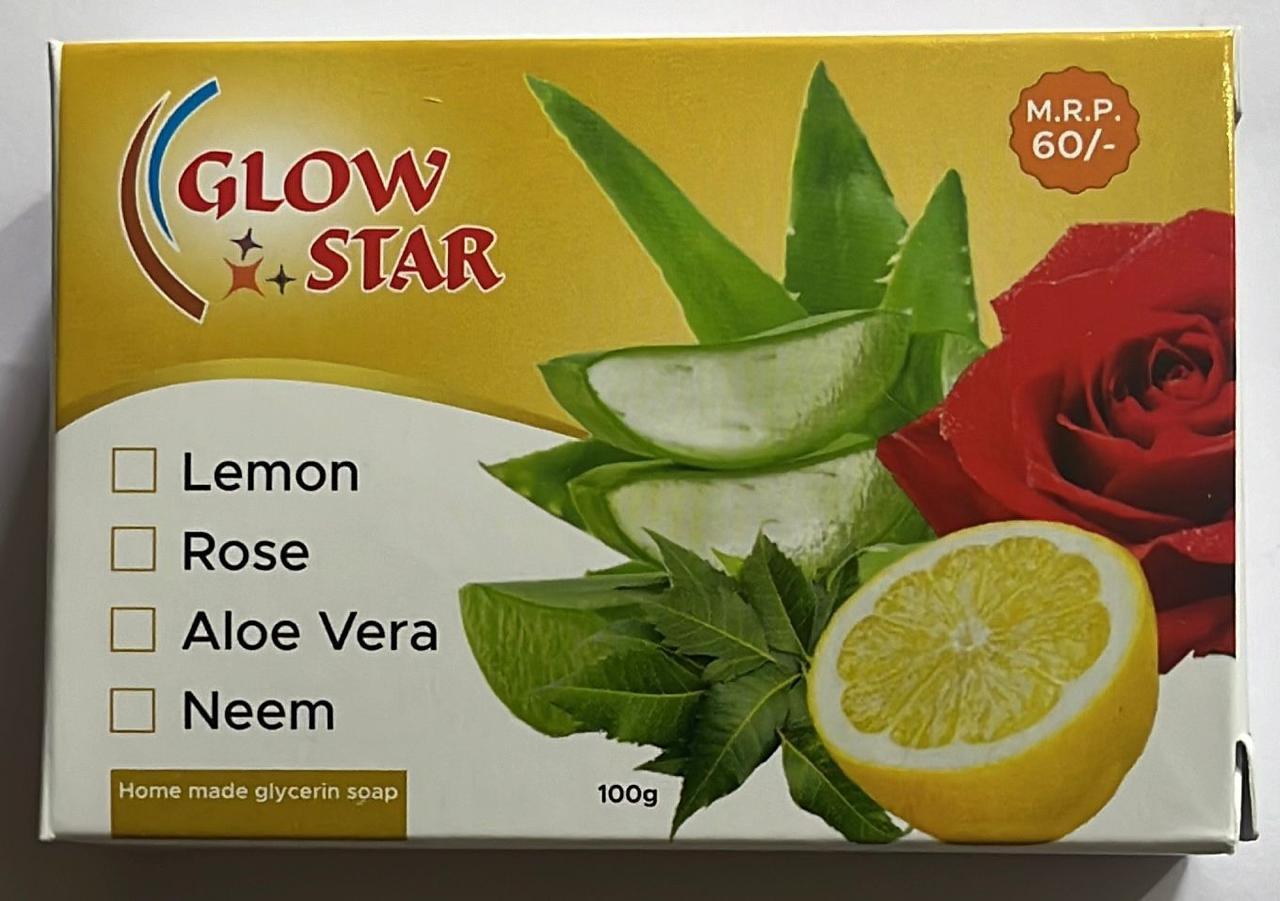 GLOW
STAR
M.R.P.
60/-
Lemon
Rose
Aloe Vera
Neem
Home made glycerin soap
100g